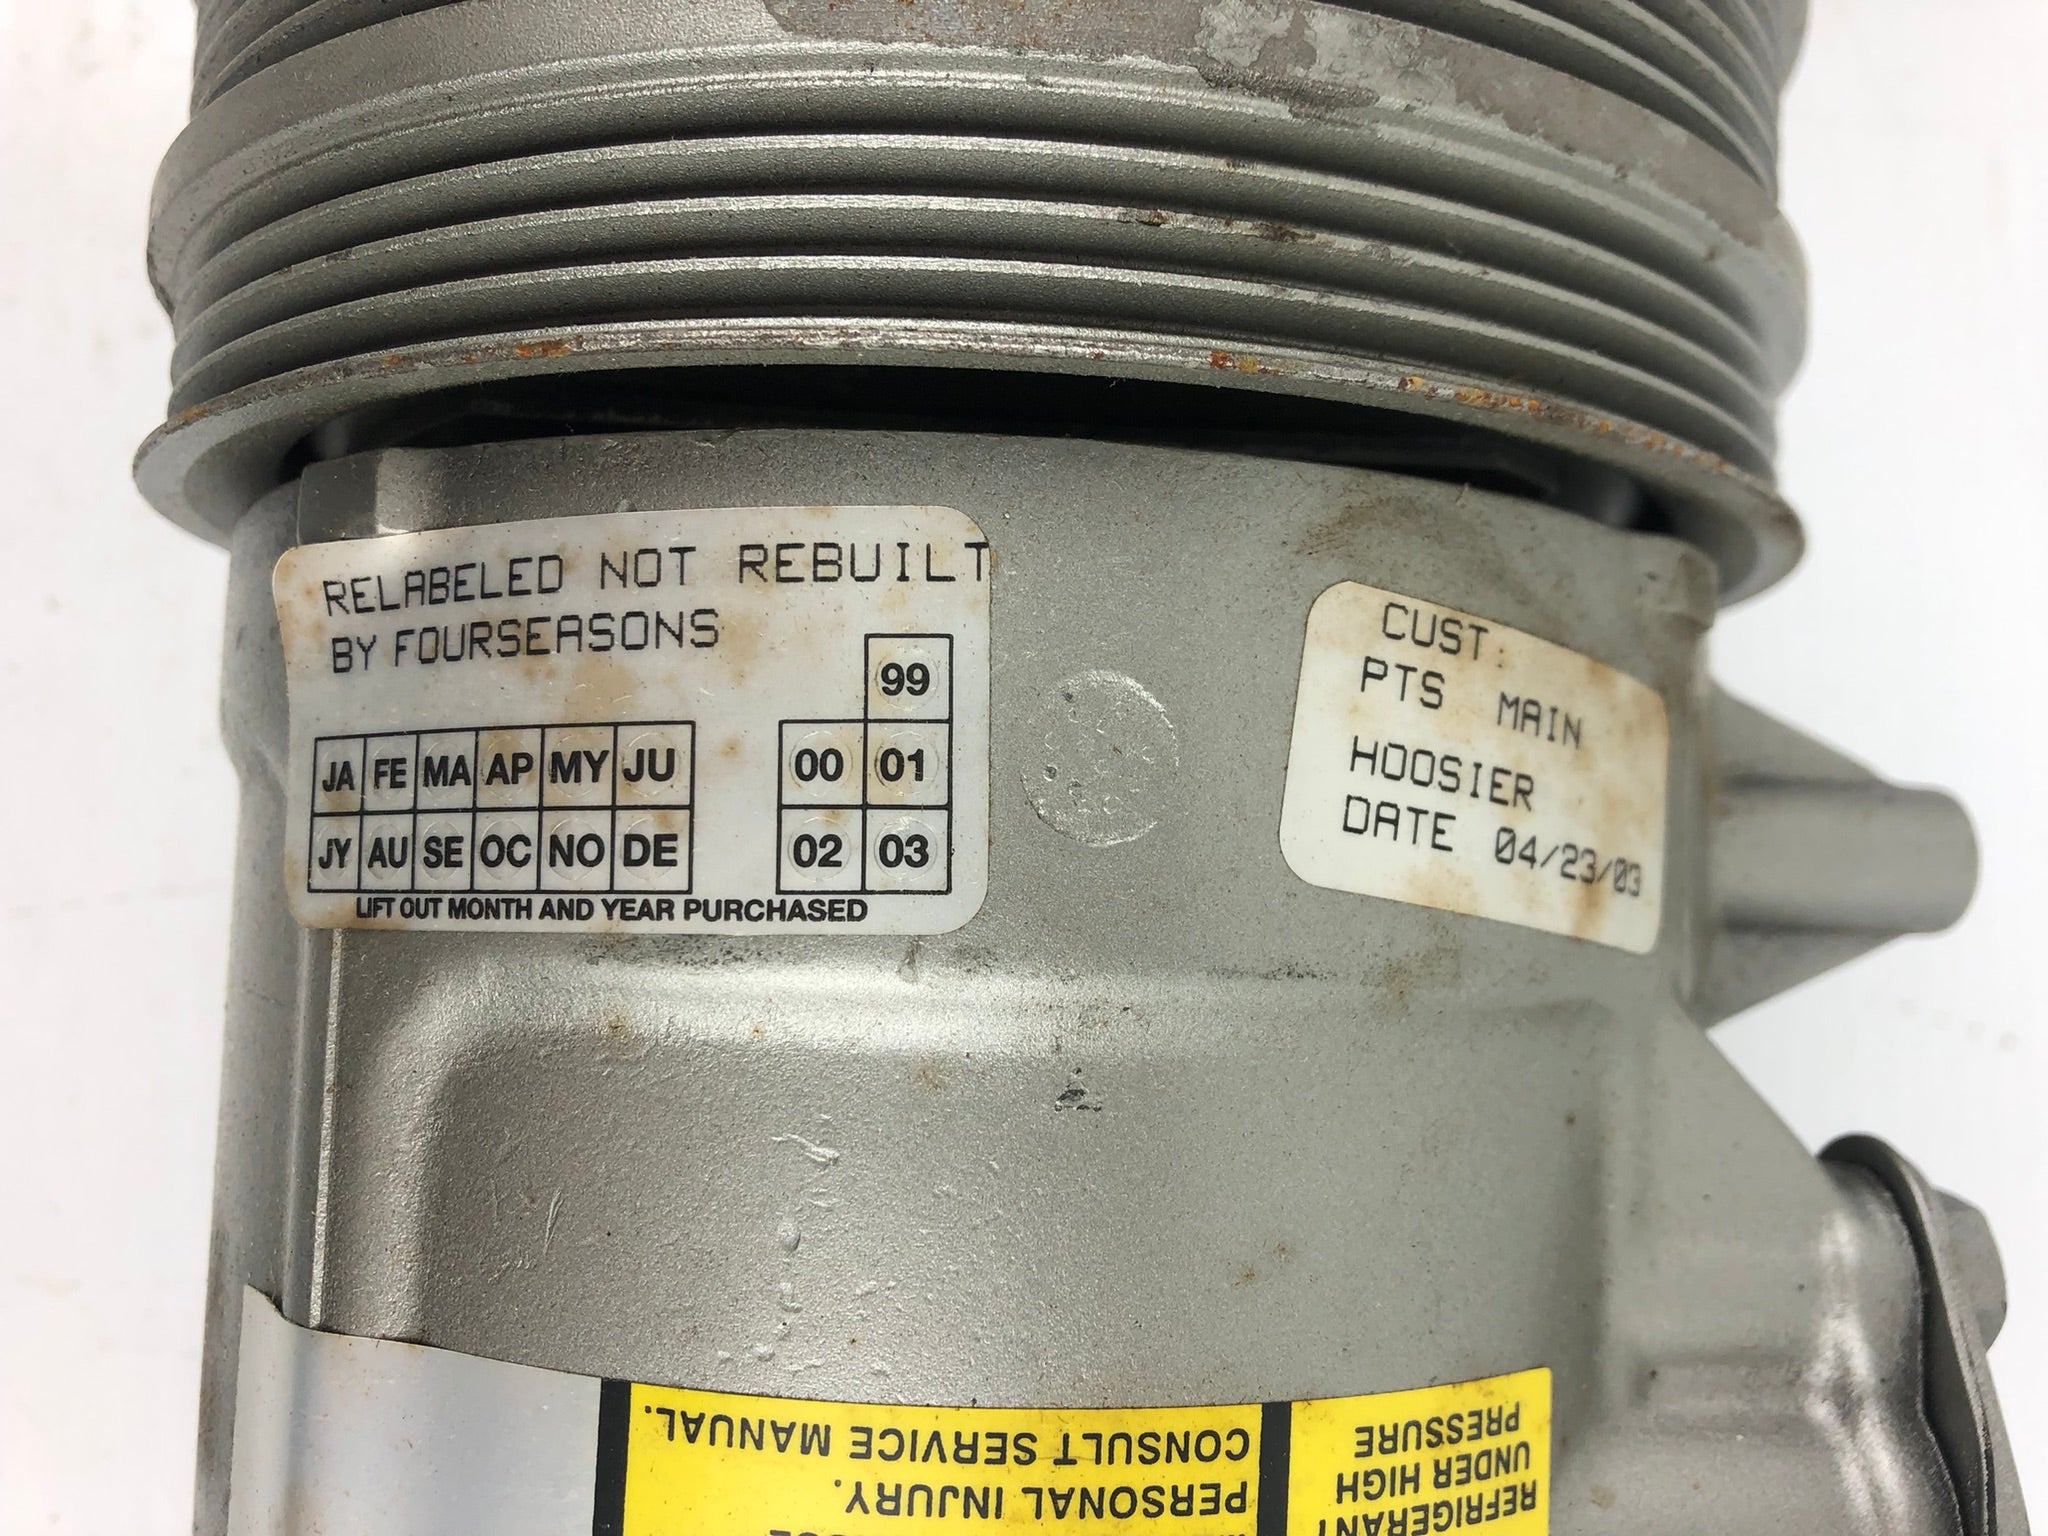 RELABELED NOT REBUILT
BY FOURSEASONS
99
JA FE MA AP MY JU 00 01
JY AU SE OC NO DE 02 03
LIFT OUT MONTH AND YEAR PURCHASED
CUST:
PTS MAIN
HOOSIER
DATE 04/23/03
PERSONAL INJURY.
CONSULT SERVICE MANUAL.
REFRIGERANT
UNDER HIGH
PRESSURE